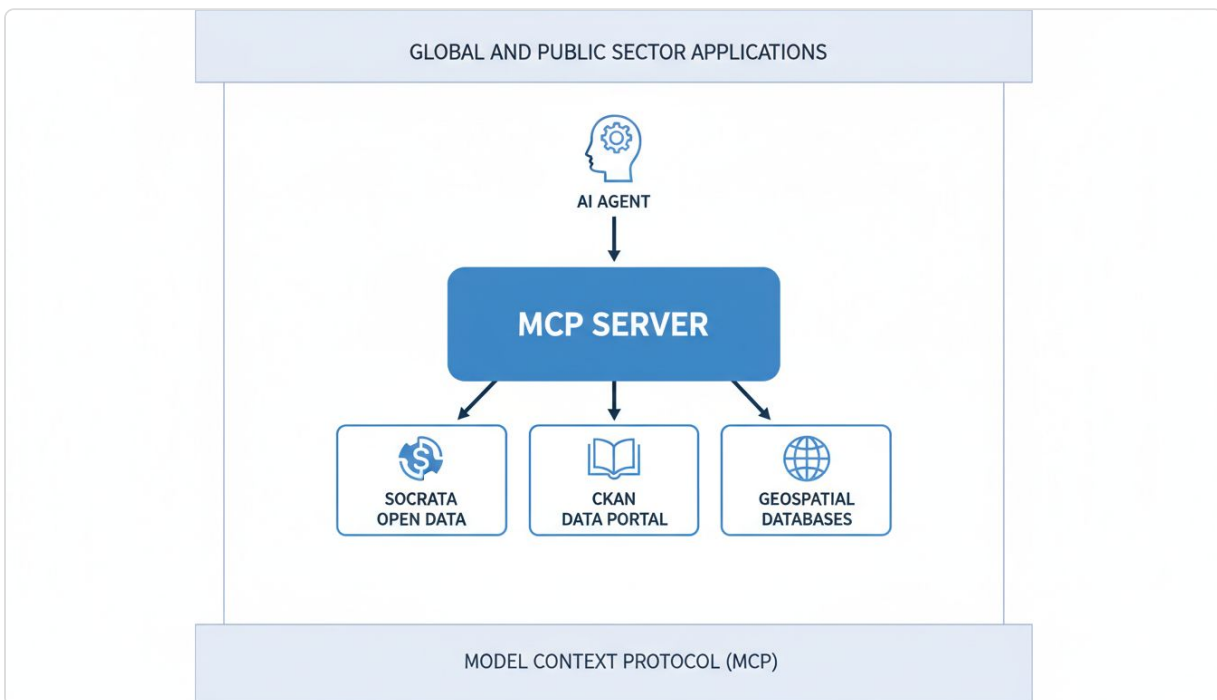 GLOBAL AND PUBLIC SECTOR APPLICATIONS
AI AGENT
MCP SERVER
$
SOCRATA
OPEN DATA
CKAN
DATA PORTAL
GEOSPATIAL
DATABASES
MODEL CONTEXT PROTOCOL (MCP)